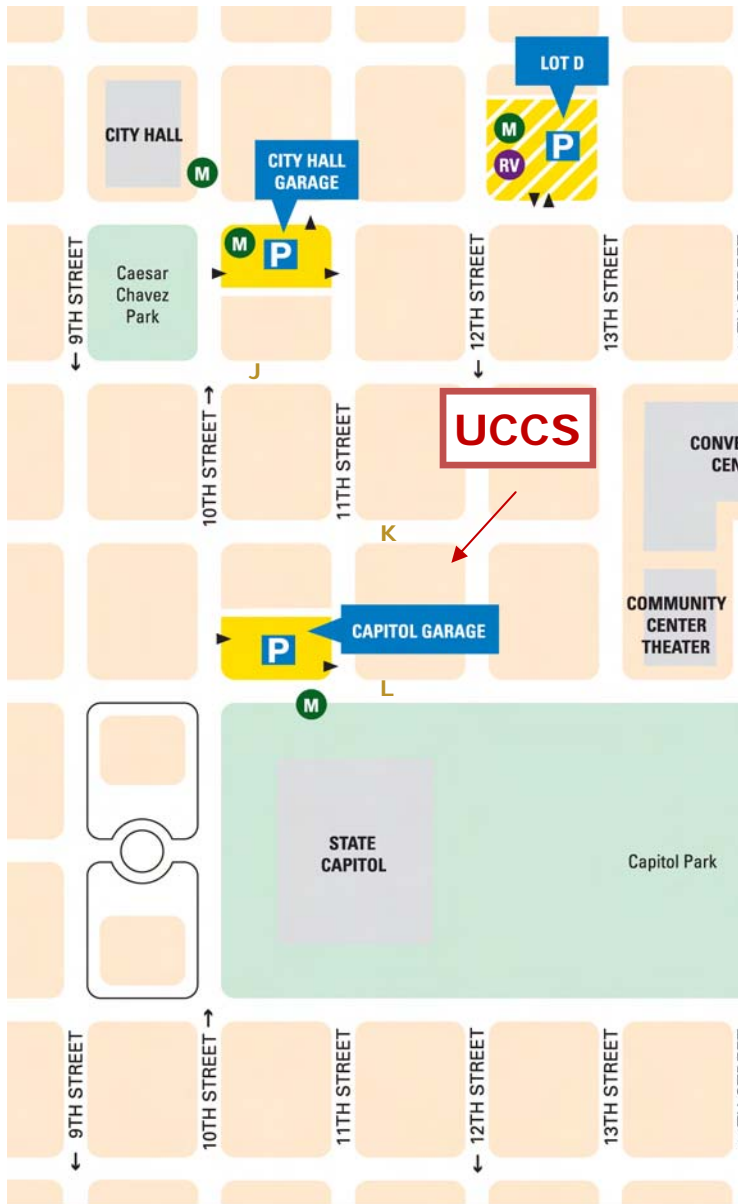 LOT D
M
P
RV
CITY HALL
M
CITY HALL
GARAGE
M
P
Caesar
Chavez
Park
9TH STREET
12TH STREET
13TH STREET
J
10TH STREET
11TH STREET
UCCS
CONVE
CEN
K
COMMUNITY
CENTER
THEATER
P
CAPITOL GARAGE
L
M
STATE
CAPITOL
Capitol Park
9TH STREET
10TH STREET
11TH STREET
12TH STREET
13TH STREET